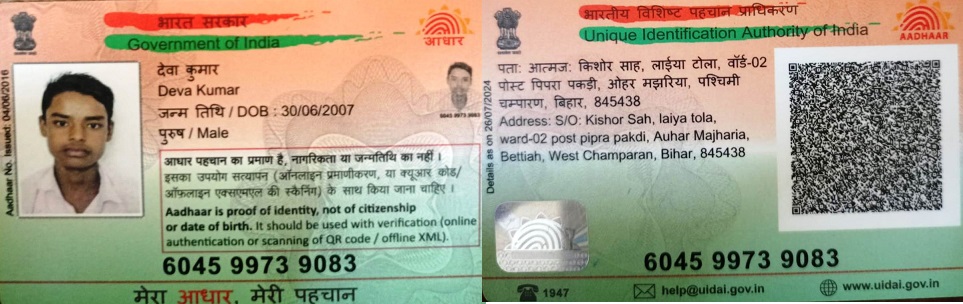 भारत सरकार
Government of India
आधार
Aadhaar No. Issued: 04/06/2016
देवा कुमार
Deva Kumar
जन्म तिथि / DOB : 30/06/2007
पुरुष / Male
6045 9973 9083
आधार पहचान का प्रमाण है, नागरिकता या जन्मतिथि का नहीं ।
इसका उपयोग सत्यापन (ऑनलाइन प्रमाणीकरण, या क्यूआर कोड/
ऑफ़लाइन एक्सएमएल की स्कैनिंग) के साथ किया जाना चाहिए ।
Aadhaar is proof of identity, not of citizenship
or date of birth. It should be used with verification (online
authentication or scanning of QR code / offline XML).
6045 9973 9083
मेरा आधार, मेरी पहचान
भारतीय विशिष्ट पहचान प्राधिकरण
Unique Identification Authority of India
AADHAAR
Details as on 26/07/2024
पता: आत्मज: किशोर साह, लाईया टोला, वॉर्ड-02
पोस्ट पिपरा पकड़ी, ओहर मझरिया, पश्चिमी
चम्पारण, बिहार, 845438
Address: S/O: Kishor Sah, laiya tola,
ward-02 post pipra pakdi, Auhar Majharia,
Bettiah, West Champaran, Bihar, 845438
6045 9973 9083
1947
help@uidai.gov.in
www.uidai.gov.in